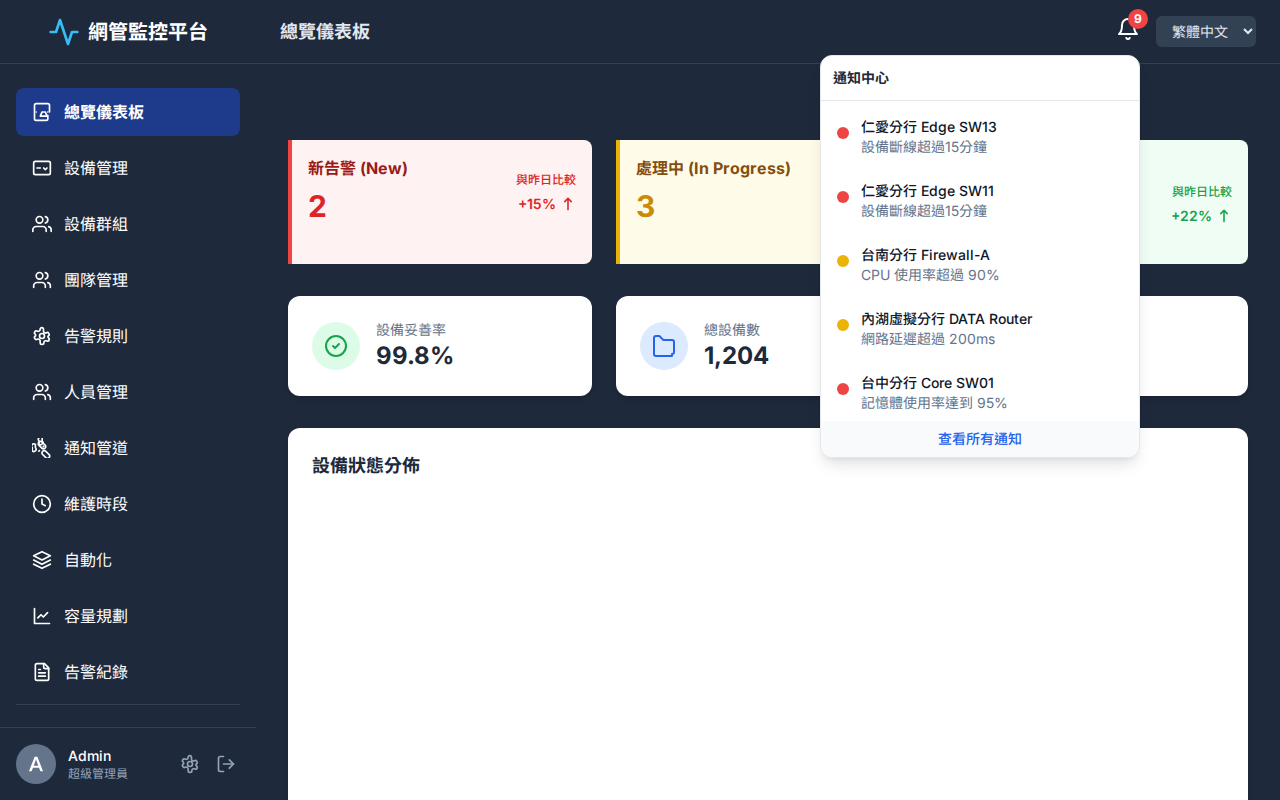 網管監控平台
總覽儀表板
9
繁體中文
總覽儀表板
設備管理
設備群組
團隊管理
告警規則
人員管理
通知管道
維護時段
自動化
容量規劃
告警紀錄
A
Admin
超級管理員
新告警 (New)
2
與昨日比較
+15% ↑
處理中 (In Progress)
3
與昨日比較
+22% ↑
設備妥善率
99.8%
總設備數
1,204
設備狀態分佈
通知中心
仁愛分行 Edge SW13
設備斷線超過15分鐘
仁愛分行 Edge SW11
設備斷線超過15分鐘
台南分行 Firewall-A
CPU 使用率超過 90%
內湖虛擬分行 DATA Router
網路延遲超過 200ms
台中分行 Core SW01
記憶體使用率達到 95%
查看所有通知